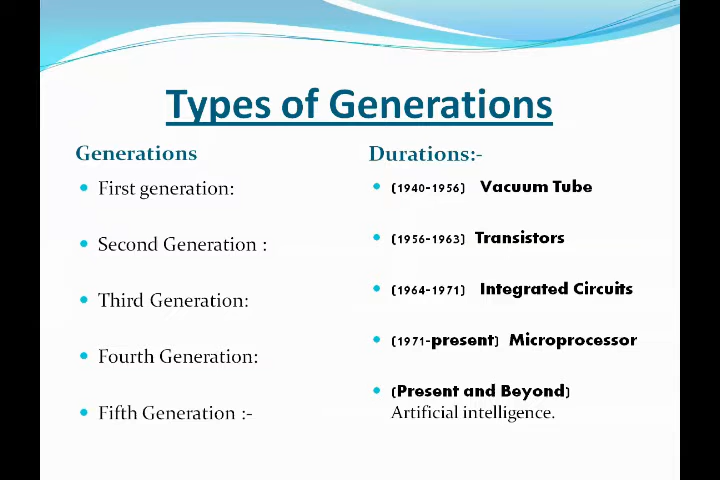 Types of Generations
Generations
First generation:
Second Generation :
Third Generation:
Fourth Generation:
Fifth Generation :-
Durations:-
(1940-1956) Vacuum Tube
(1956-1963) Transistors
(1964-1971) Integrated Circuits
(1971-present) Microprocessor
(Present and Beyond)
Artificial intelligence.